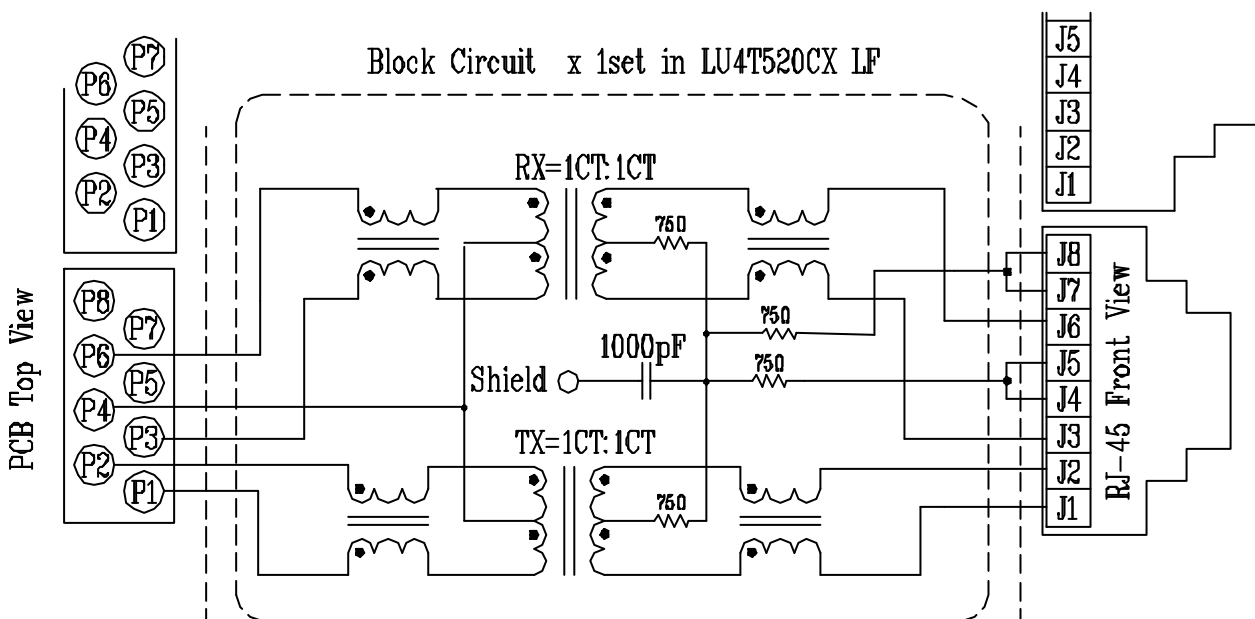 Block Circuit x 1set in LU4T520CX LF
P7
P6
P5
P4
P3
P2
P1
J5
J4
J3
J2
J1
RX=1CT:1CT
750
750
1000pF
750
Shield
TX=1CT:1CT
750
PCB Top View
P8
P7
P6
P5
P4
P3
P2
P1
J8
J7
J6
J5
J4
J3
J2
J1
RJ-45 Front View